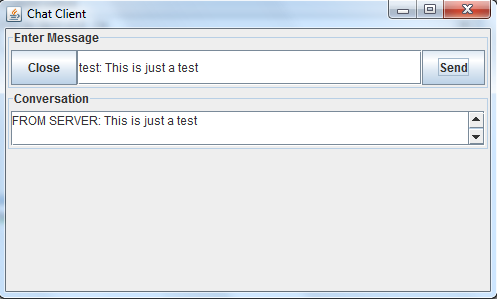 Chat Client
Enter Message
Close test: This is just a test Send
Conversation
FROM SERVER: This is just a test